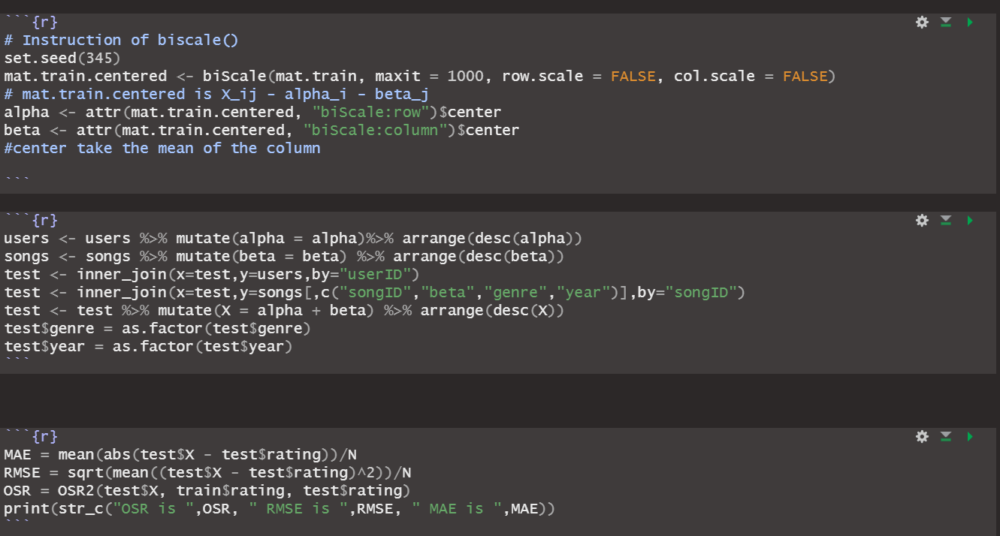 ```{r}
# Instruction of biscale()
set.seed(345)
mat.train.centered <- biScale(mat.train, maxit = 1000, row.scale = FALSE, col.scale = FALSE)
# mat.train.centered is X_ij - alpha_i - beta_j
alpha <- attr(mat.train.centered, "biScale:row")$center
beta <- attr(mat.train.centered, "biScale:column")$center
#center take the mean of the column
```
```{r}
users <- users %>% mutate(alpha = alpha)%>% arrange(desc(alpha))
songs <- songs %>% mutate(beta = beta) %>% arrange(desc(beta))
test <- inner_join(x=test,y=users,by="userID")
test <- inner_join(x=test,y=songs[,c("songID","beta","genre","year")],by="songID")
test <- test %>% mutate(X = alpha + beta) %>% arrange(desc(X))
test$genre = as.factor(test$genre)
test$year = as.factor(test$year)
```
```{r}
MAE = mean(abs(test$X - test$rating))/N
RMSE = sqrt(mean((test$X - test$rating)^2))/N
OSR = OSR2(test$X, train$rating, test$rating)
print(str_c("OSR is ",OSR, " RMSE is ",RMSE, " MAE is ",MAE))
```